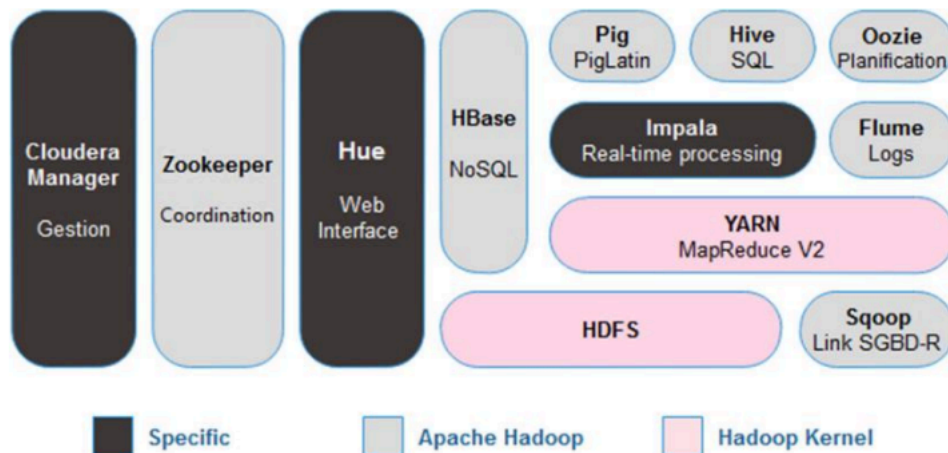 Cloudera
Manager
Gestion
Zookeeper
Coordination
Hue
Web
Interface
HBase
NoSQL
Pig
PigLatin
Hive
SQL
Oozie
Planification
Impala
Real-time processing
Flume
Logs
YARN
MapReduce V2
HDFS
Sqoop
Link SGBD-R
Specific
Apache Hadoop
Hadoop Kernel